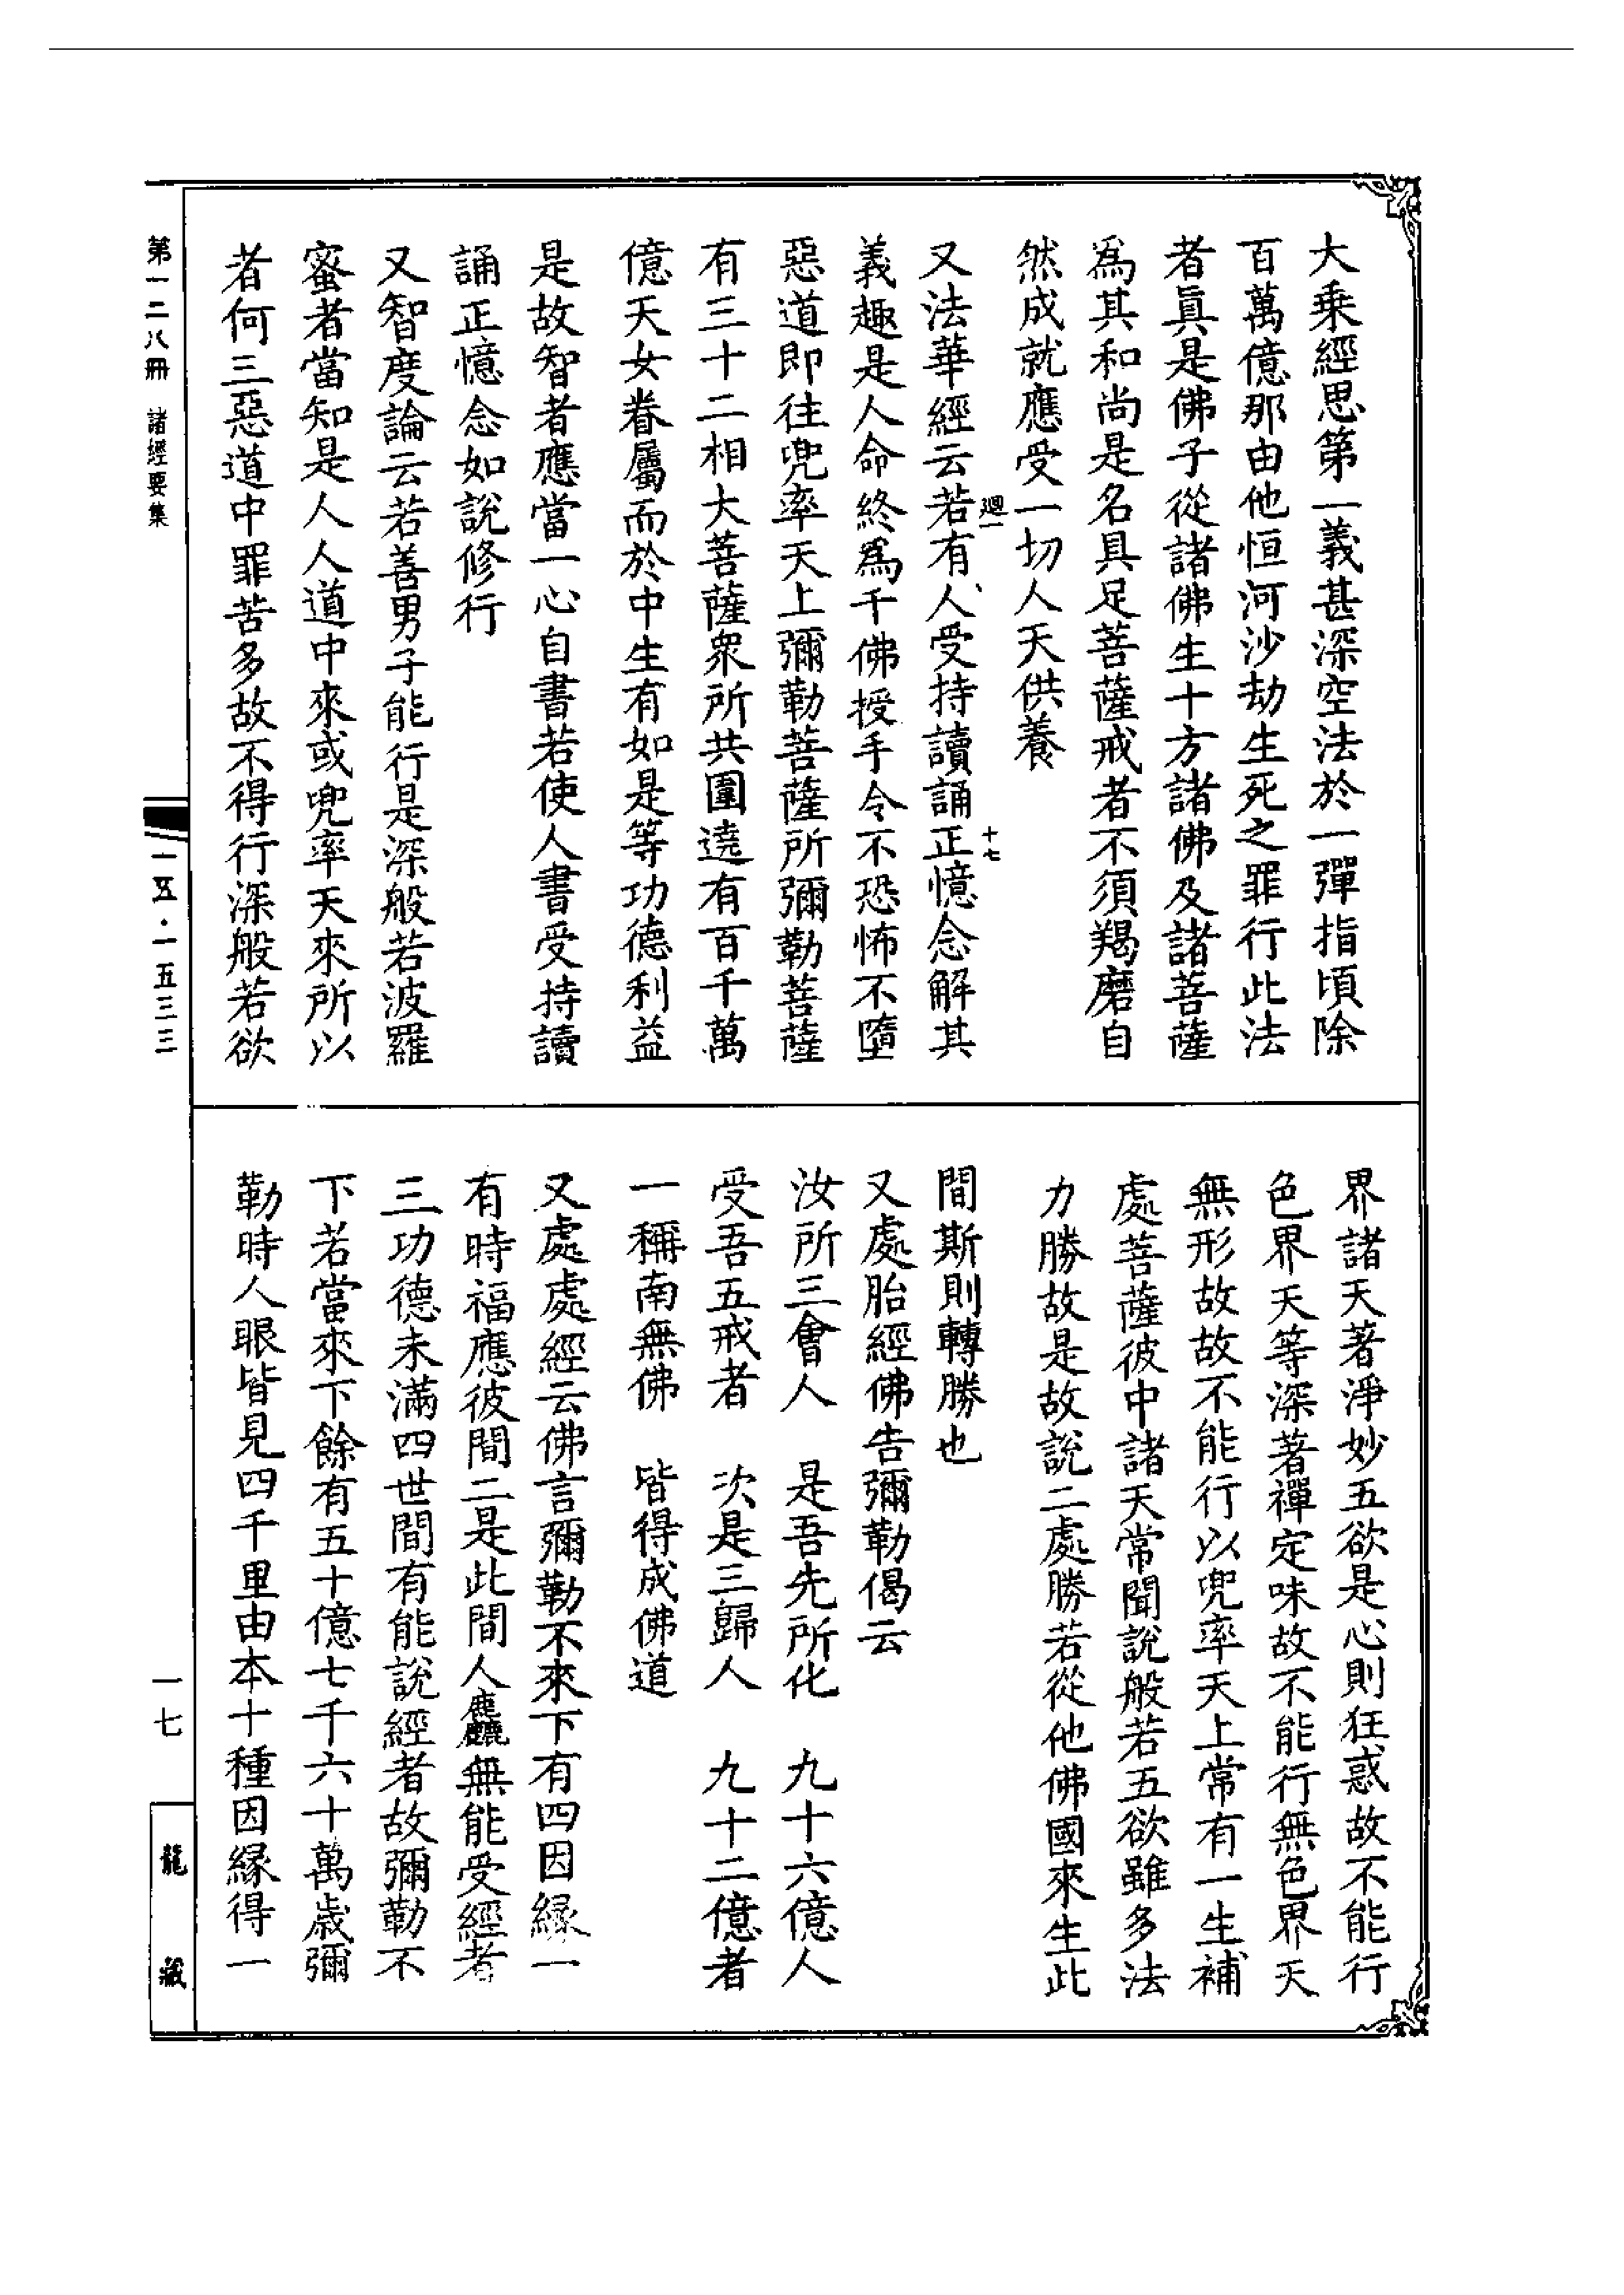 大乗經思第一義甚深空法於一彈指頃除
百萬億那由他恒河沙劫生死之罪行此法
者眞是佛子從諸佛生十方諸佛及諸菩薩
爲其和尚是名具足菩薩戒者不須羯磨自
然成就應受一切人天供養
廻一
十七
又法華經云若有人受持讀誦正憶念解其
義趣是人命終爲千佛授手令不恐怖不墮
惡道即往兜率天上彌勒菩薩所彌勒菩薩
有三十二相大菩薩衆所共圍遶有百千萬
億天女眷屬而於中生有如是等功德利益
是故智者應當一心自書若使人書受持讀
誦正憶念如說修行
又智度論云若善男子能行是深般若波羅
蜜者當知是人人道中來或兜率天來所以
者何三惡道中罪苦多故不得行深般若欲
界諸天著淨妙五欲是心則狂惑故不能行
色界天等深著禪定味故不能行無色界天
無形故故不能行以兜率天上常有一生補
處菩薩彼中諸天常聞說般若五欲雖多法
力勝故是故說二處勝若從他佛國來生此
間斯則轉勝也
又處胎經佛告彌勒偈云
汝所三會人　是吾先所化　九十六億人
受吾五戒者　次是三歸人　九十二億者
一稱南無佛　皆得成佛道
又處處經云佛言彌勒不來下有四因緣一
有時福應彼間二是此間人麤無能受經者
三功德未滿四世間有能說經者故彌勒不
下若當來下餘有五十億七千六十萬歳彌
勒時人眼皆見四千里由本十種因緣得一
第一二八冊　諸經要集
一五·一五三三
一七
龍藏